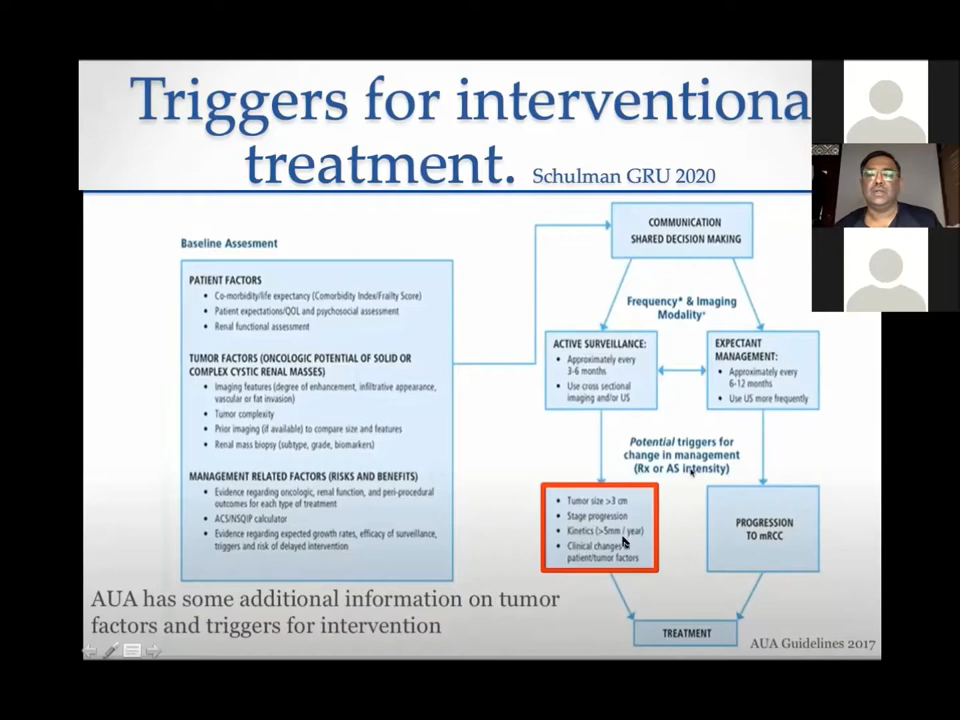 Triggers for interventiona
treatment. Schulman GRU 2020
Baseline Assesment
PATIENT FACTORS
• Co-morbidity/life expectancy (Comorbidity Index/Frailty Score)
• Patient expectations/QOL and psychosocial assessment
• Renal functional assessment
TUMOR FACTORS (ONCOLOGIC POTENTIAL OF SOLID OR
COMPLEX CYSTIC RENAL MASSES)
• Imaging features (degree of enhancement, infiltrative appearance,
vascular or fat invasion)
• Tumor complexity
• Prior imaging (if available) to compare size and features
• Renal mass biopsy (subtype, grade, biomarkers)
MANAGEMENT RELATED FACTORS (RISKS AND BENEFITS)
• Evidence regarding oncologic, renal function, and peri-procedural
outcomes for each type of treatment
• ACS/NSQIP calculator
• Evidence regarding expected growth rates, efficacy of surveillance,
triggers and risk of delayed intervention
COMMUNICATION
SHARED DECISION MAKING
Frequency* & Imaging
Modality+
ACTIVE SURVEILLANCE:
• Approximately every
3-6 months
• Use cross sectional
imaging and/or US
EXPECTANT
MANAGEMENT:
• Approximately every
6-12 months
• Use US more frequently
Potential triggers for
change in management
(Rx or AS intensity)
• Tumor size >3 cm
• Stage progression
• Kinetics (>5mm / year)
• Clinical changes
patient/tumor factors
PROGRESSION
TO mRCC
TREATMENT
AUA has some additional information on tumor
factors and triggers for intervention
AUA Guidelines 2017